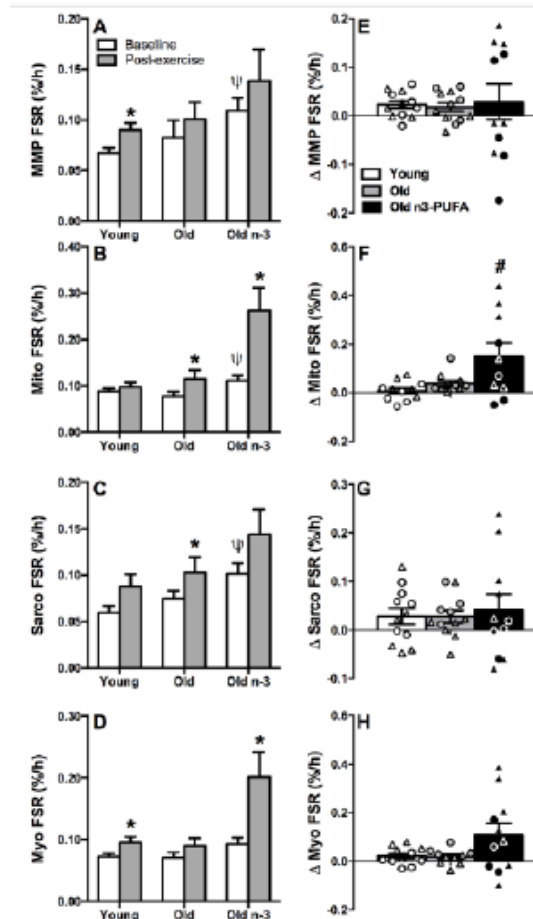 A
Baseline
Post-exercise
MMP FSR (%/h)
0.20
0.15
0.10
0.05
0.00
*
ψ
Young
Old
Old n-3
E
Δ MMP FSR (%/h)
0.2
0.1
0.0
-0.1
-0.2
Young
Old
Old n3-PUFA
B
Mito FSR (%/h)
0.40
0.30
0.20
0.10
0.00
*
ψ
*
Young
Old
Old n-3
F
Δ Mito FSR (%/h)
0.6
0.4
0.2
0.0
-0.2
#
C
Sarco FSR (%/h)
0.20
0.15
0.10
0.05
0.00
*
ψ
Young
Old
Old n-3
G
Δ Sarco FSR (%/h)
0.3
0.2
0.1
0.0
-0.1
D
Myo FSR (%/h)
0.30
0.20
0.10
0.00
*
*
Young
Old
Old n-3
H
Δ Myo FSR (%/h)
0.6
0.4
0.2
0.0
-0.2